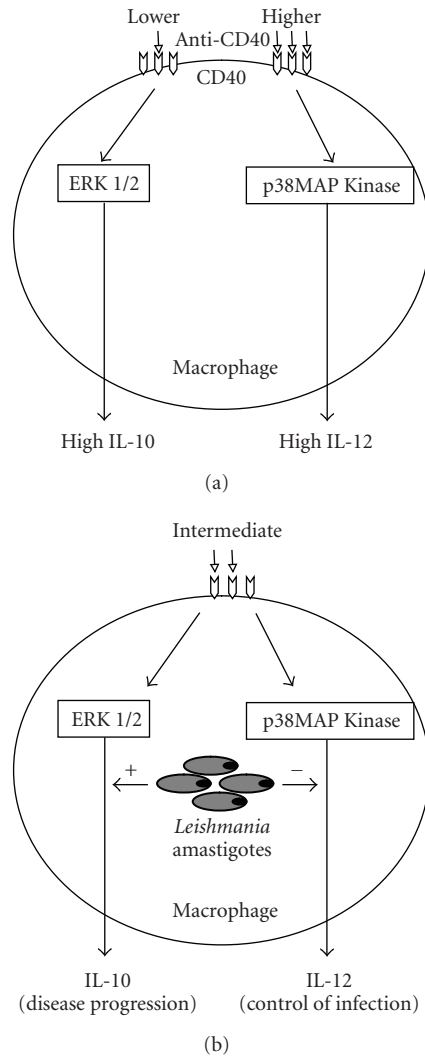 Lower Higher
Anti-CD40
CD40
ERK 1/2
p38MAP Kinase
Macrophage
High IL-10
High IL-12
(a)
Intermediate
ERK 1/2
p38MAP Kinase
+
−
Leishmania
amastigotes
Macrophage
IL-10
(disease progression)
IL-12
(control of infection)
(b)